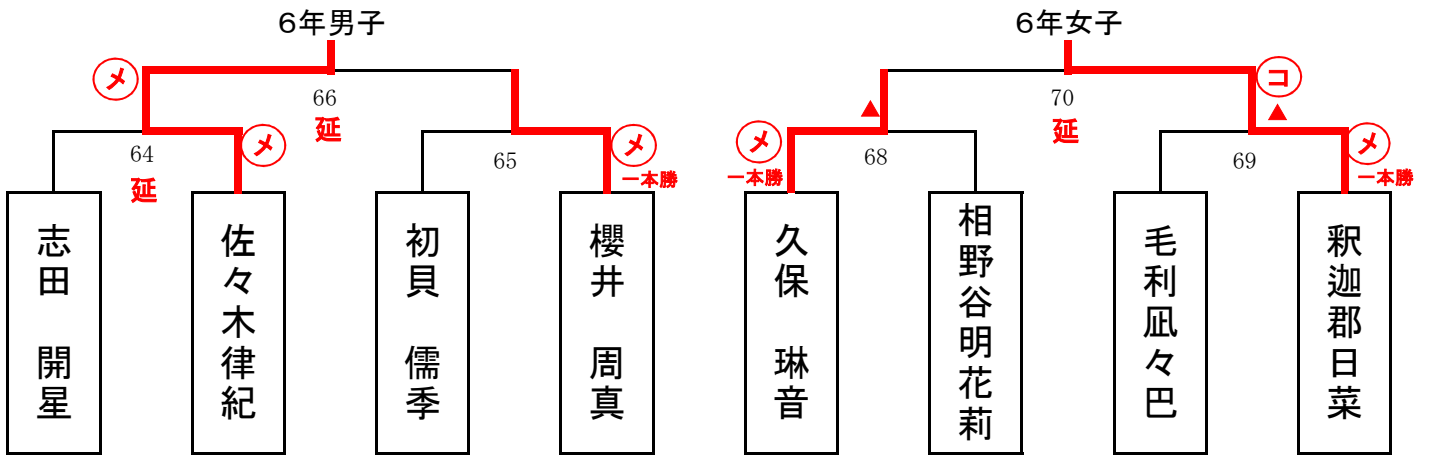 ６年男子
メ
66
延
メ
64
延
65
メ
一本勝
志田 開星
佐々木律紀
初貝 儒季
櫻井 周真
６年女子
コ
▲
70
延
▲
メ
一本勝
68
69
メ
一本勝
久保 琳音
相野谷明花莉
毛利凪々巴
釈迦郡日菜